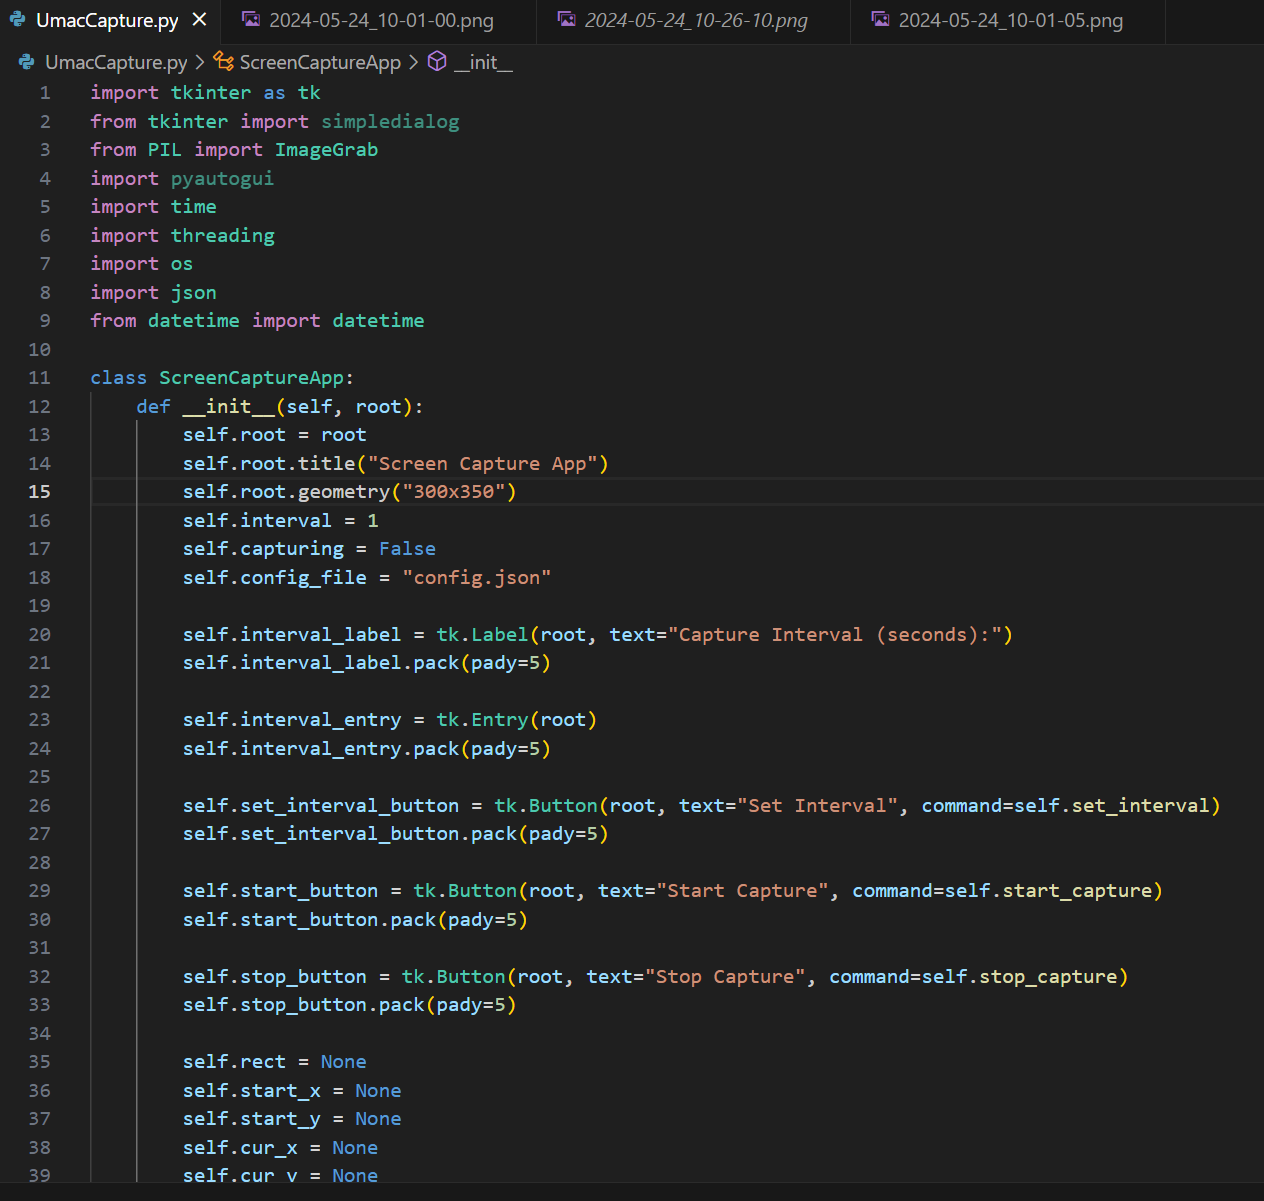 UmacCapture.py 2024-05-24_10-01-00.png 2024-05-24_10-26-10.png 2024-05-24_10-01-05.png
UmacCapture.py > ScreenCaptureApp > __init__
1 import tkinter as tk
2 from tkinter import simpledialog
3 from PIL import ImageGrab
4 import pyautogui
5 import time
6 import threading
7 import os
8 import json
9 from datetime import datetime
10
11 class ScreenCaptureApp:
12     def __init__(self, root):
13         self.root = root
14         self.root.title("Screen Capture App")
15         self.root.geometry("300x350")
16         self.interval = 1
17         self.capturing = False
18         self.config_file = "config.json"
19
20         self.interval_label = tk.Label(root, text="Capture Interval (seconds):")
21         self.interval_label.pack(pady=5)
22
23         self.interval_entry = tk.Entry(root)
24         self.interval_entry.pack(pady=5)
25
26         self.set_interval_button = tk.Button(root, text="Set Interval", command=self.set_interval)
27         self.set_interval_button.pack(pady=5)
28
29         self.start_button = tk.Button(root, text="Start Capture", command=self.start_capture)
30         self.start_button.pack(pady=5)
31
32         self.stop_button = tk.Button(root, text="Stop Capture", command=self.stop_capture)
33         self.stop_button.pack(pady=5)
34
35         self.rect = None
36         self.start_x = None
37         self.start_y = None
38         self.cur_x = None
39         self.cur_y = None